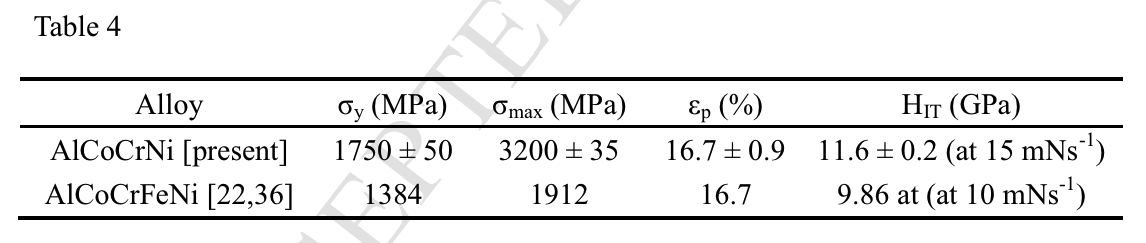 Table 4
Alloy σy (MPa) σmax (MPa) εp (%) HIT (GPa)
AlCoCrNi [present] 1750 ± 50 3200 ± 35 16.7 ± 0.9 11.6 ± 0.2 (at 15 mNs-1)
AlCoCrFeNi [22,36] 1384 1912 16.7 9.86 at (at 10 mNs-1)